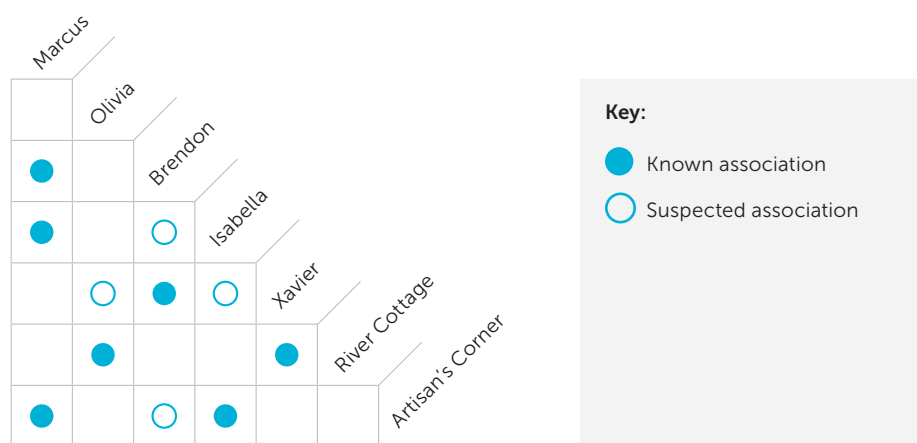 Marcus
Olivia
Brendon
Isabella
Xavier
River Cottage
Artisan's Corner
Key:
Known association
Suspected association